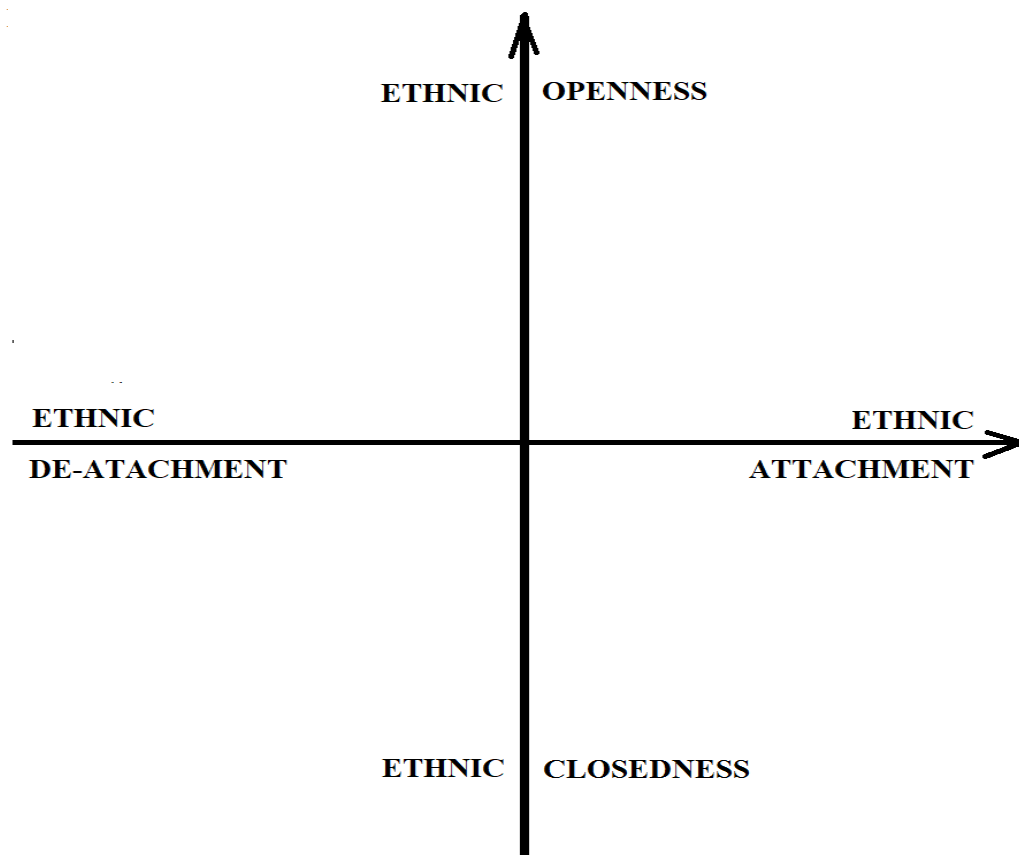 ETHNIC OPENNESS
ETHNIC
DE-ATACHMENT
ETHNIC
ATTACHMENT
ETHNIC CLOSEDNESS